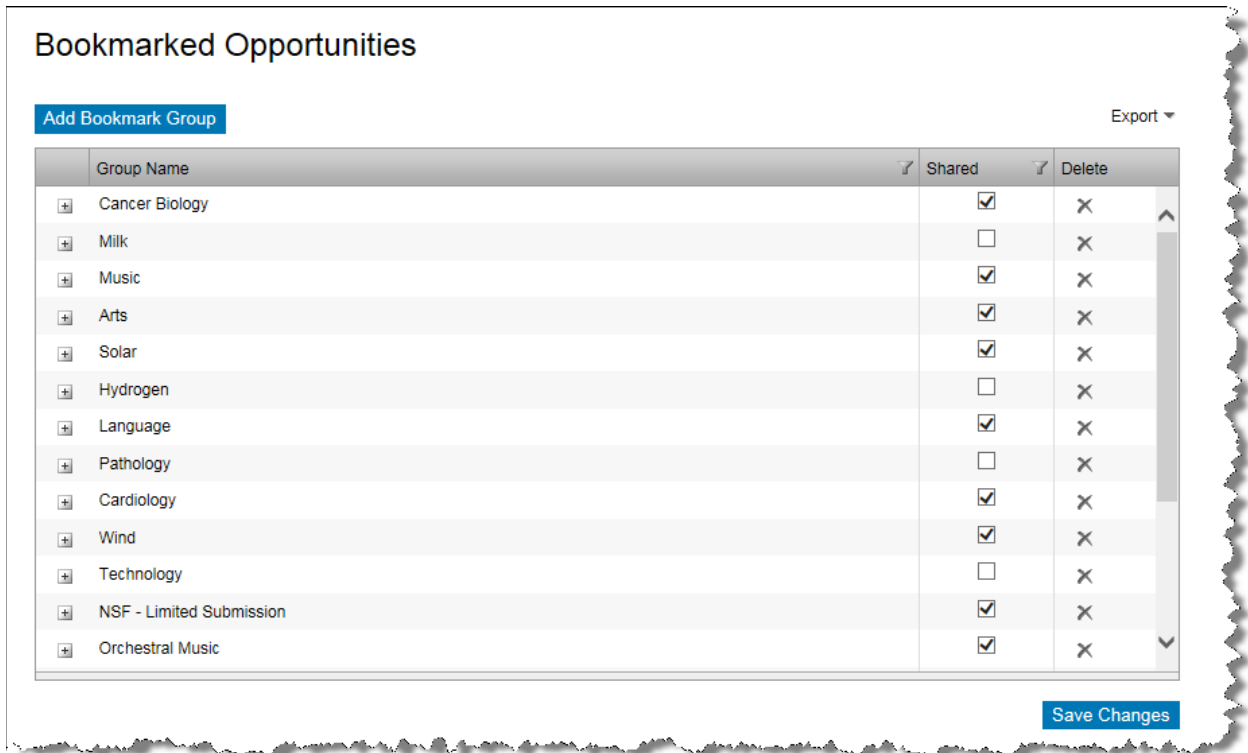 Bookmarked Opportunities
Add Bookmark Group
Export
Group Name Shared Delete
Cancer Biology
Milk
Music
Arts
Solar
Hydrogen
Language
Pathology
Cardiology
Wind
Technology
NSF - Limited Submission
Orchestral Music
Save Changes